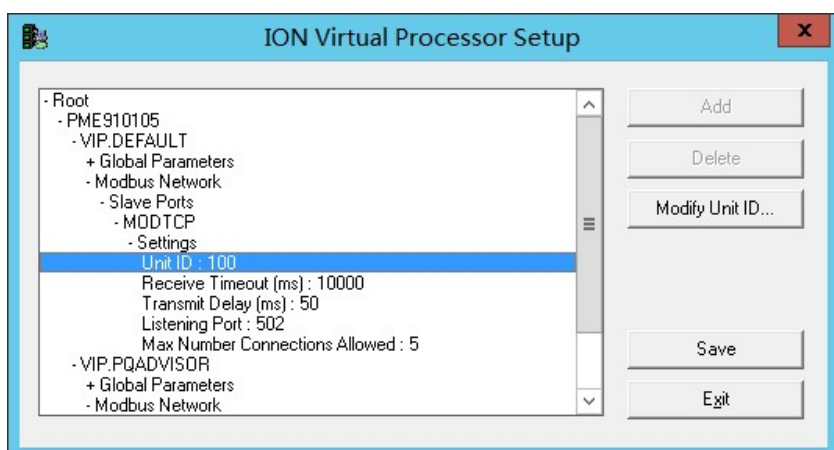 ION Virtual Processor Setup
x
- Root
- PME910105
- VIP.DEFAULT
+ Global Parameters
- Modbus Network
- Slave Ports
- MODTCP
- Settings
Unit ID : 100
Receive Timeout (ms) : 10000
Transmit Delay (ms) : 50
Listening Port : 502
Max Number Connections Allowed : 5
- VIP.PQADVISOR
+ Global Parameters
- Modbus Network
Add
Delete
Modify Unit ID...
Save
Exit